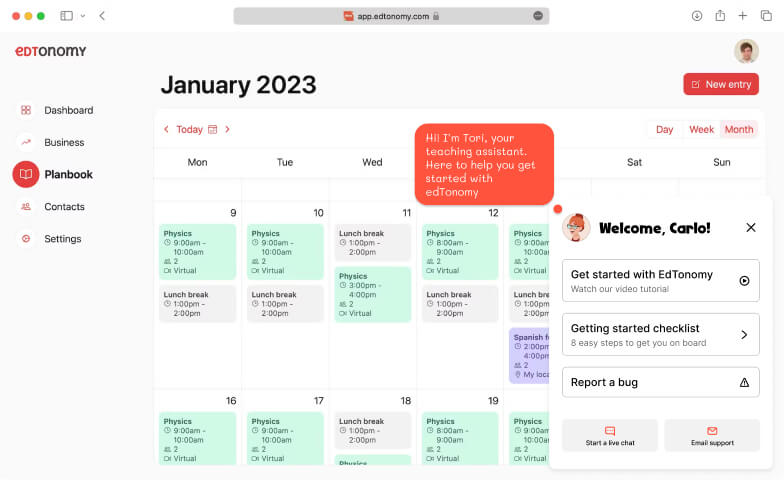 app.edtonomy.com
EDTONOMY
January 2023
New entry
Dashboard
Business
Planbook
Contacts
Settings
Today
Day
Week
Month
Mon
Tue
Wed
Sat
Sun
Hi! I'm Tori, your
teaching assistant.
Here to help you get
started with
edTonomy
9
Physics
9:00am -
10:00am
2
Virtual
Lunch break
1:00pm -
2:00pm
10
Physics
9:00am -
10:00am
2
Virtual
Lunch break
1:00pm -
2:00pm
11
Lunch break
1:00pm -
2:00pm
Physics
3:00pm -
4:00pm
2
Virtual
12
Physics
8:00am -
9:00am
2
Virtual
Lunch break
1:00pm -
2:00pm
Physics
9:00am
10:00am
2
Virtual
Lunch br
1:00pm
2:00pm
Spanish f
2:00pm
4:00pm
2
My loca
16
Physics
9:00am -
10:00am
2
Virtual
17
Physics
9:00am -
10:00am
2
Virtual
18
Lunch break
1:00pm -
2:00pm
Physics
19
Physics
9:00am -
10:00am
2
Virtual
Physics
9:00am
10:00am
2
Virtual
Welcome, Carlo!
Get started with EdTonomy
Watch our video tutorial
Getting started checklist
8 easy steps to get you on board
Report a bug
Start a live chat
Email support